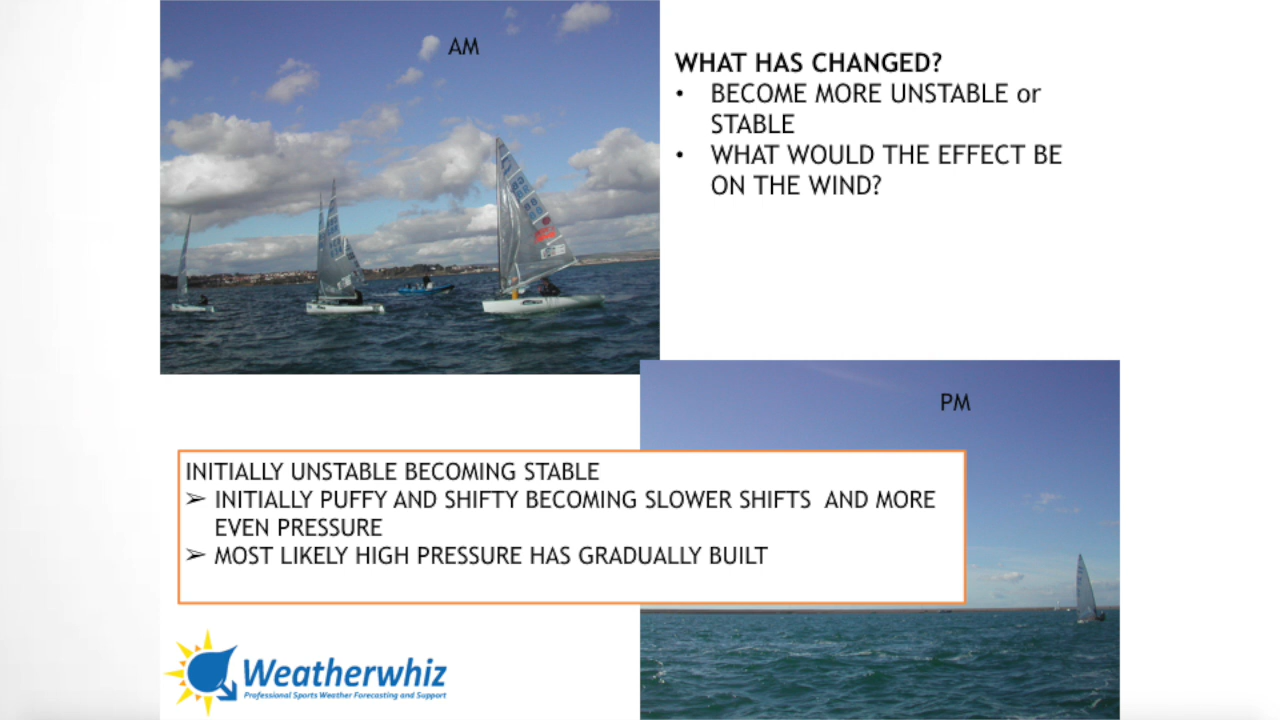 AM
WHAT HAS CHANGED?
• BECOME MORE UNSTABLE or
STABLE
• WHAT WOULD THE EFFECT BE
ON THE WIND?
PM
INITIALLY UNSTABLE BECOMING STABLE
➢ INITIALLY PUFFY AND SHIFTY BECOMING SLOWER SHIFTS AND MORE
EVEN PRESSURE
➢ MOST LIKELY HIGH PRESSURE HAS GRADUALLY BUILT
Weatherwhiz
Professional Sports Weather Forecasting and Support